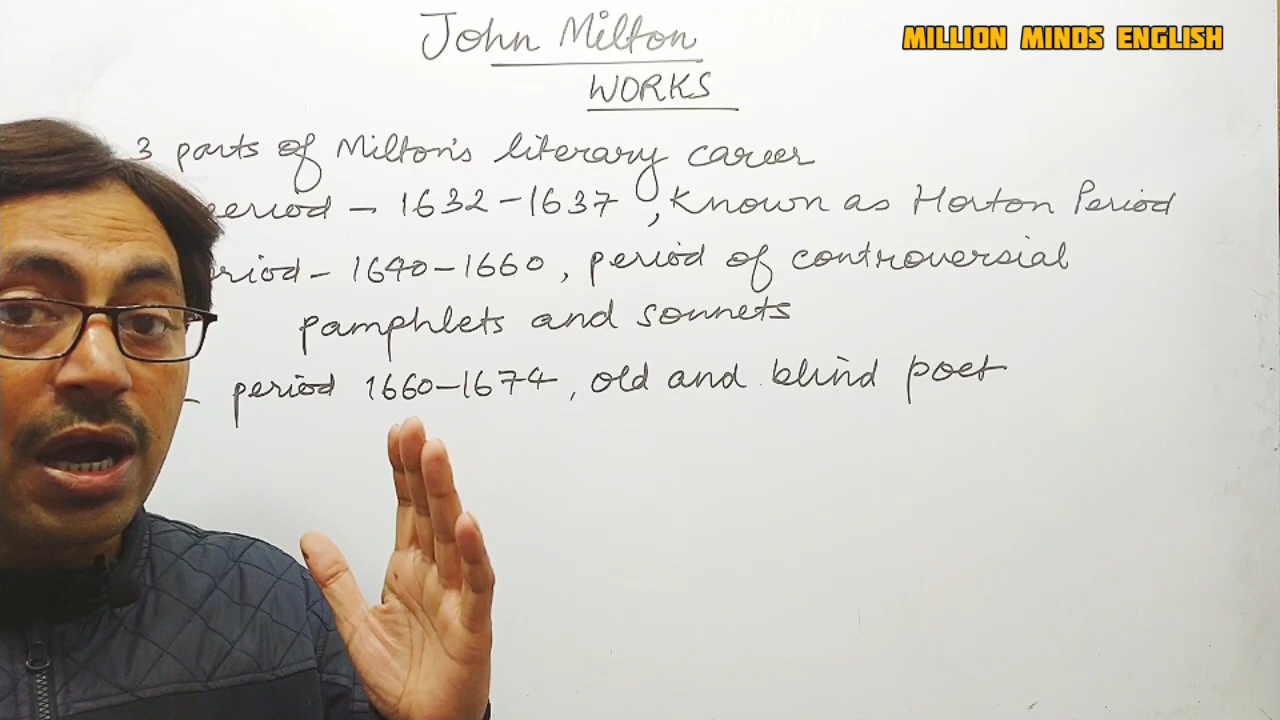 John Milton
MILLION MINDS ENGLISH
WORKS
3 parts of Milton's literary career
period – 1632-1637, Known as Horton Period
riod – 1640-1660, period of controversial
pamphlets and sonnets
– period 1660-1674, old and blind poet